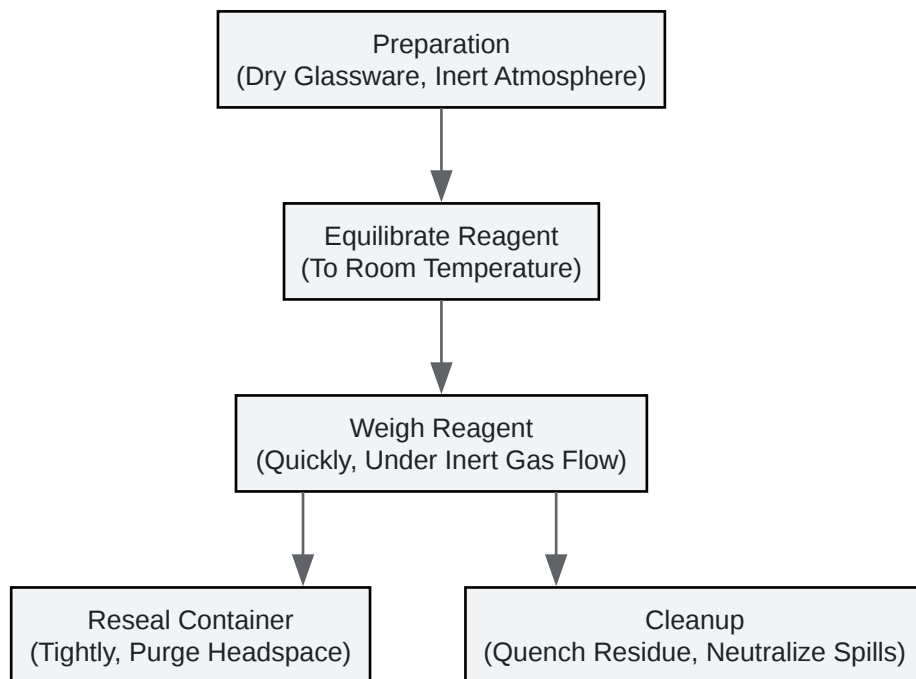 Preparation
(Dry Glassware, Inert Atmosphere)
Equilibrate Reagent
(To Room Temperature)
Weigh Reagent
(Quickly, Under Inert Gas Flow)
Reseal Container
(Tightly, Purge Headspace)
Cleanup
(Quench Residue, Neutralize Spills)